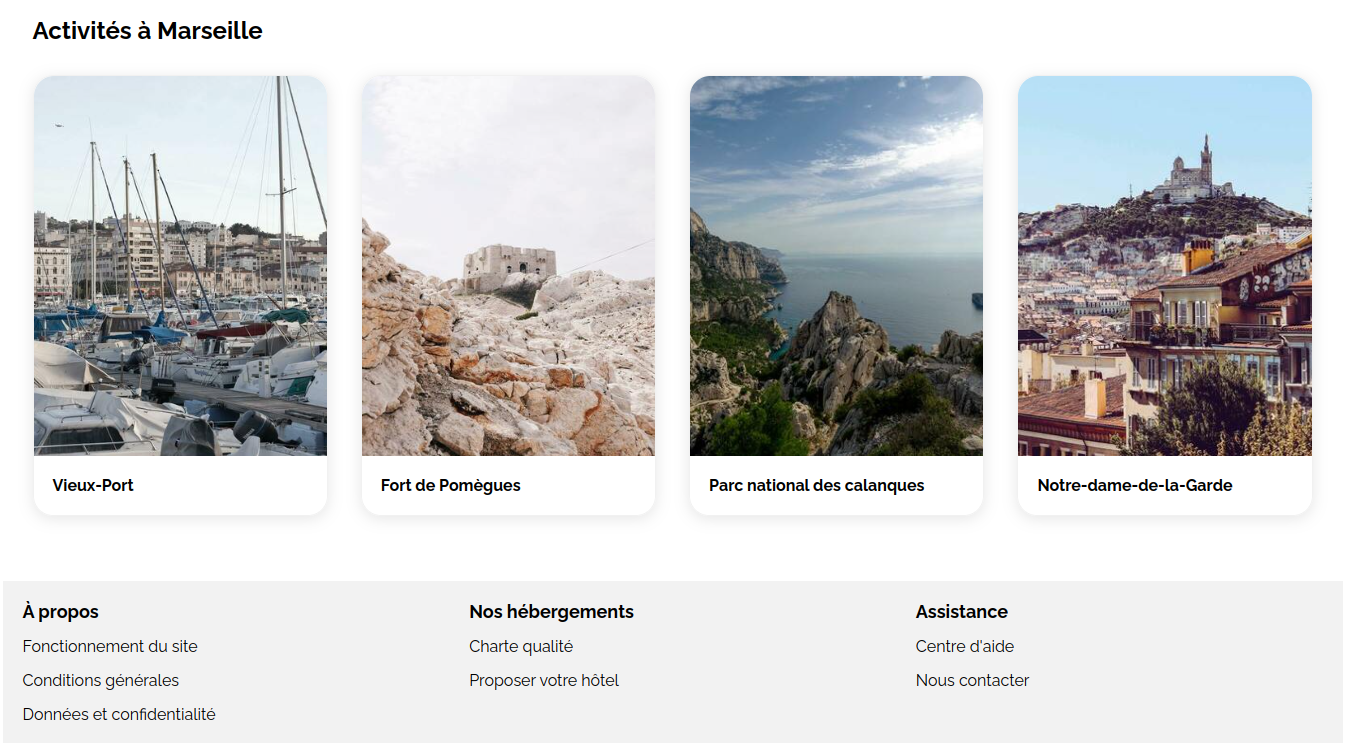 Activités à Marseille
Vieux-Port
Fort de Pomègues
Parc national des calanques
Notre-dame-de-la-Garde
À propos
Fonctionnement du site
Conditions générales
Données et confidentialité
Nos hébergements
Charte qualité
Proposer votre hôtel
Assistance
Centre d'aide
Nous contacter